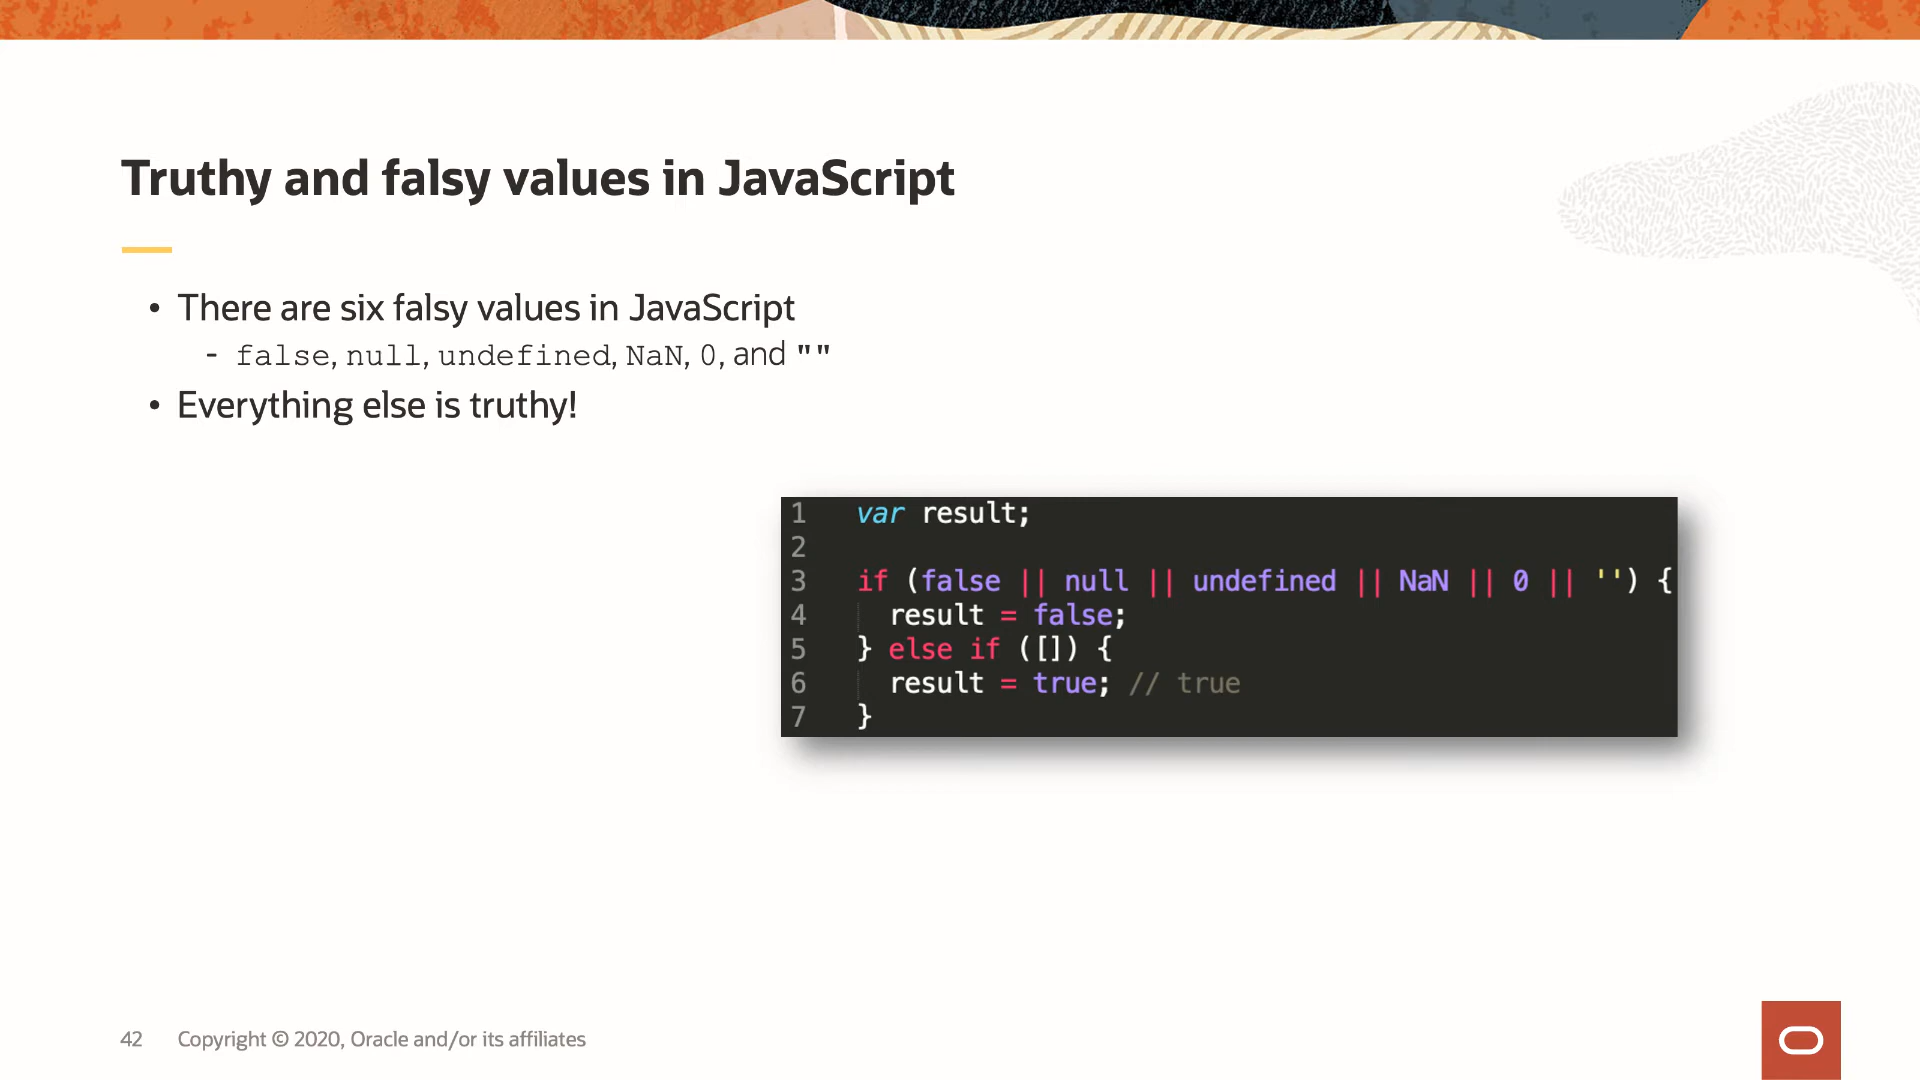 Truthy and falsy values in JavaScript
• There are six falsy values in JavaScript
- false, null, undefined, NaN, 0, and ""
• Everything else is truthy!
1 var result;
2
3 if (false || null || undefined || NaN || 0 || '') {
4 result = false;
5 } else if ([]) {
6 result = true; // true
7 }
42 Copyright © 2020, Oracle and/or its affiliates